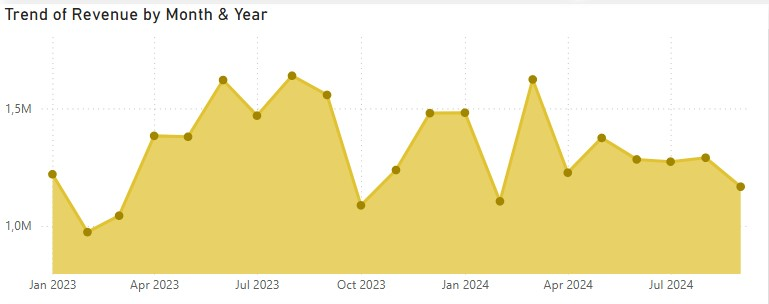 Trend of Revenue by Month & Year
1,5M
1,0M
Jan 2023 Apr 2023 Jul 2023 Oct 2023 Jan 2024 Apr 2024 Jul 2024